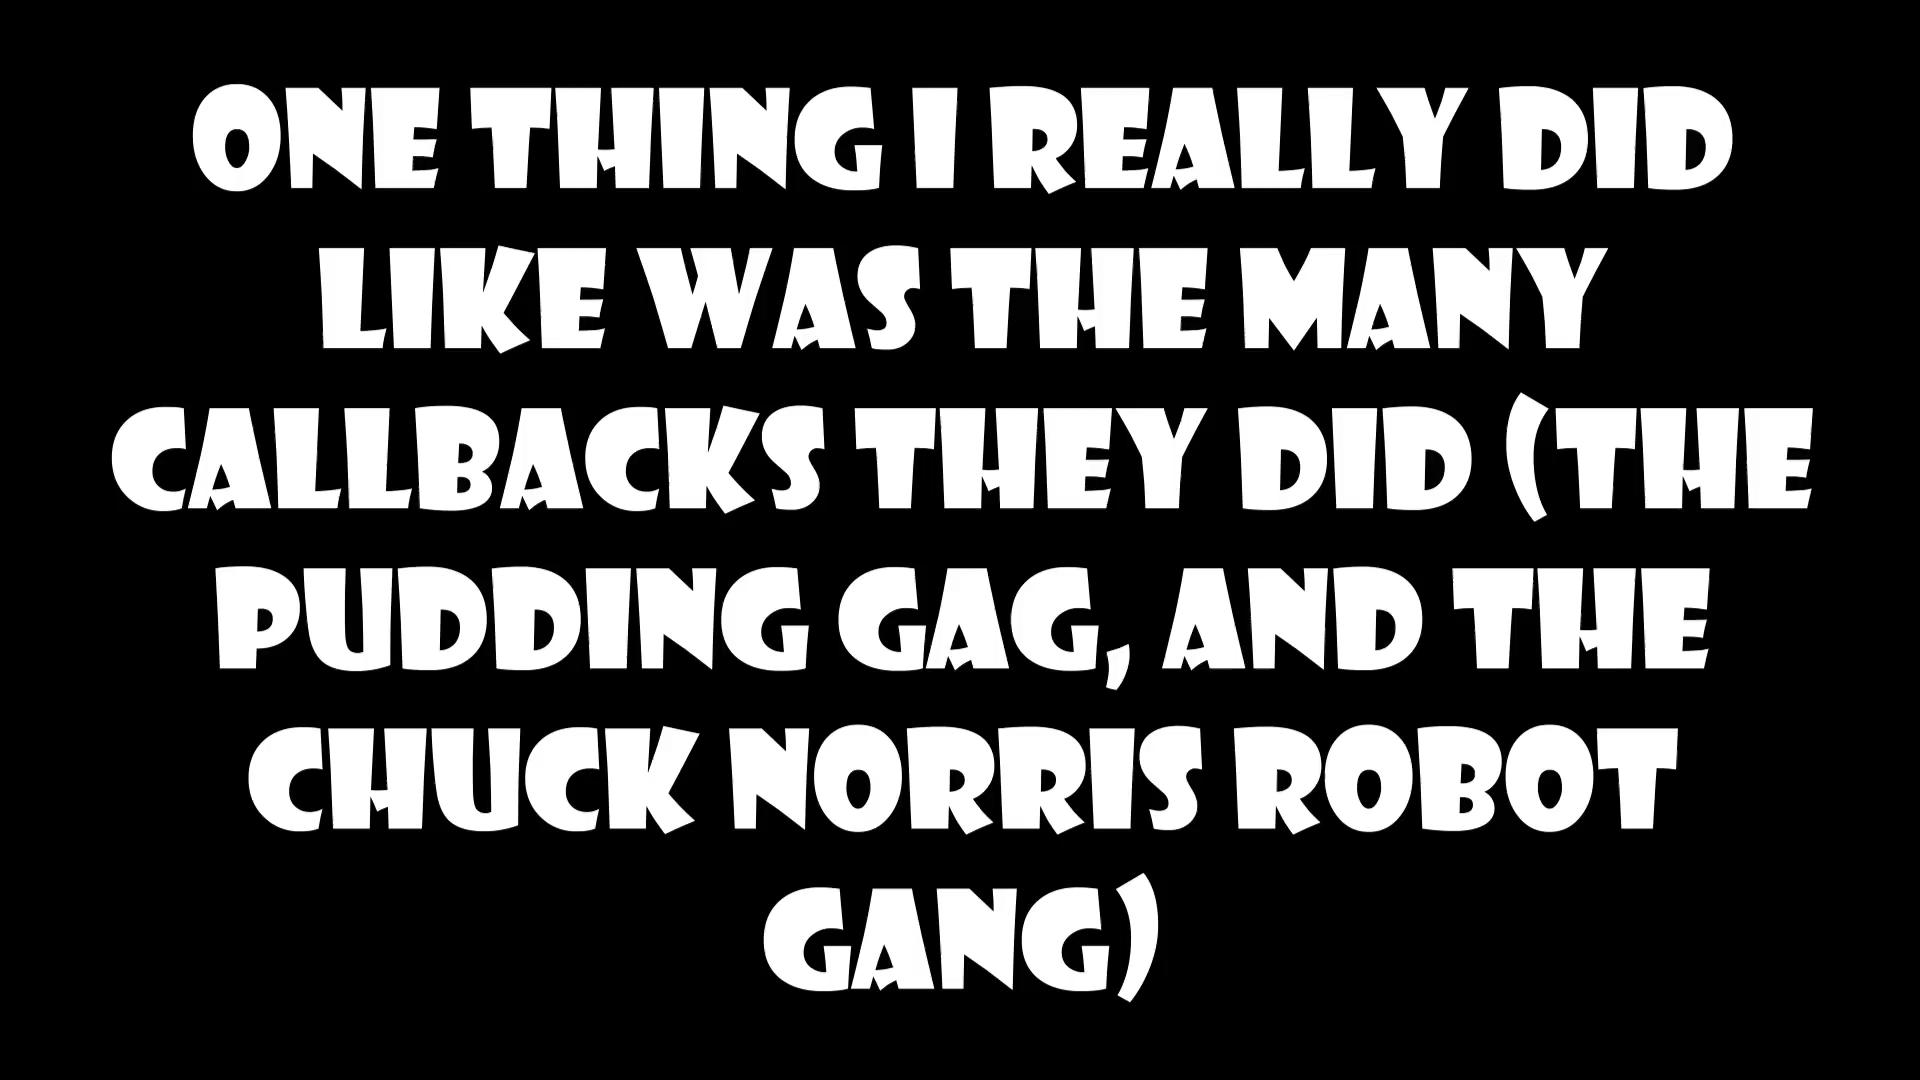 ONE THING I REALLY DID
LIKE WAS THE MANY
CALLBACKS THEY DID (THE
PUDDING GAG, AND THE
CHUCK NORRIS ROBOT
GANG)